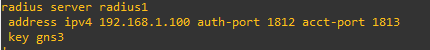 radius server radius1
address ipv4 192.168.1.100 auth-port 1812 acct-port 1813
key gns3